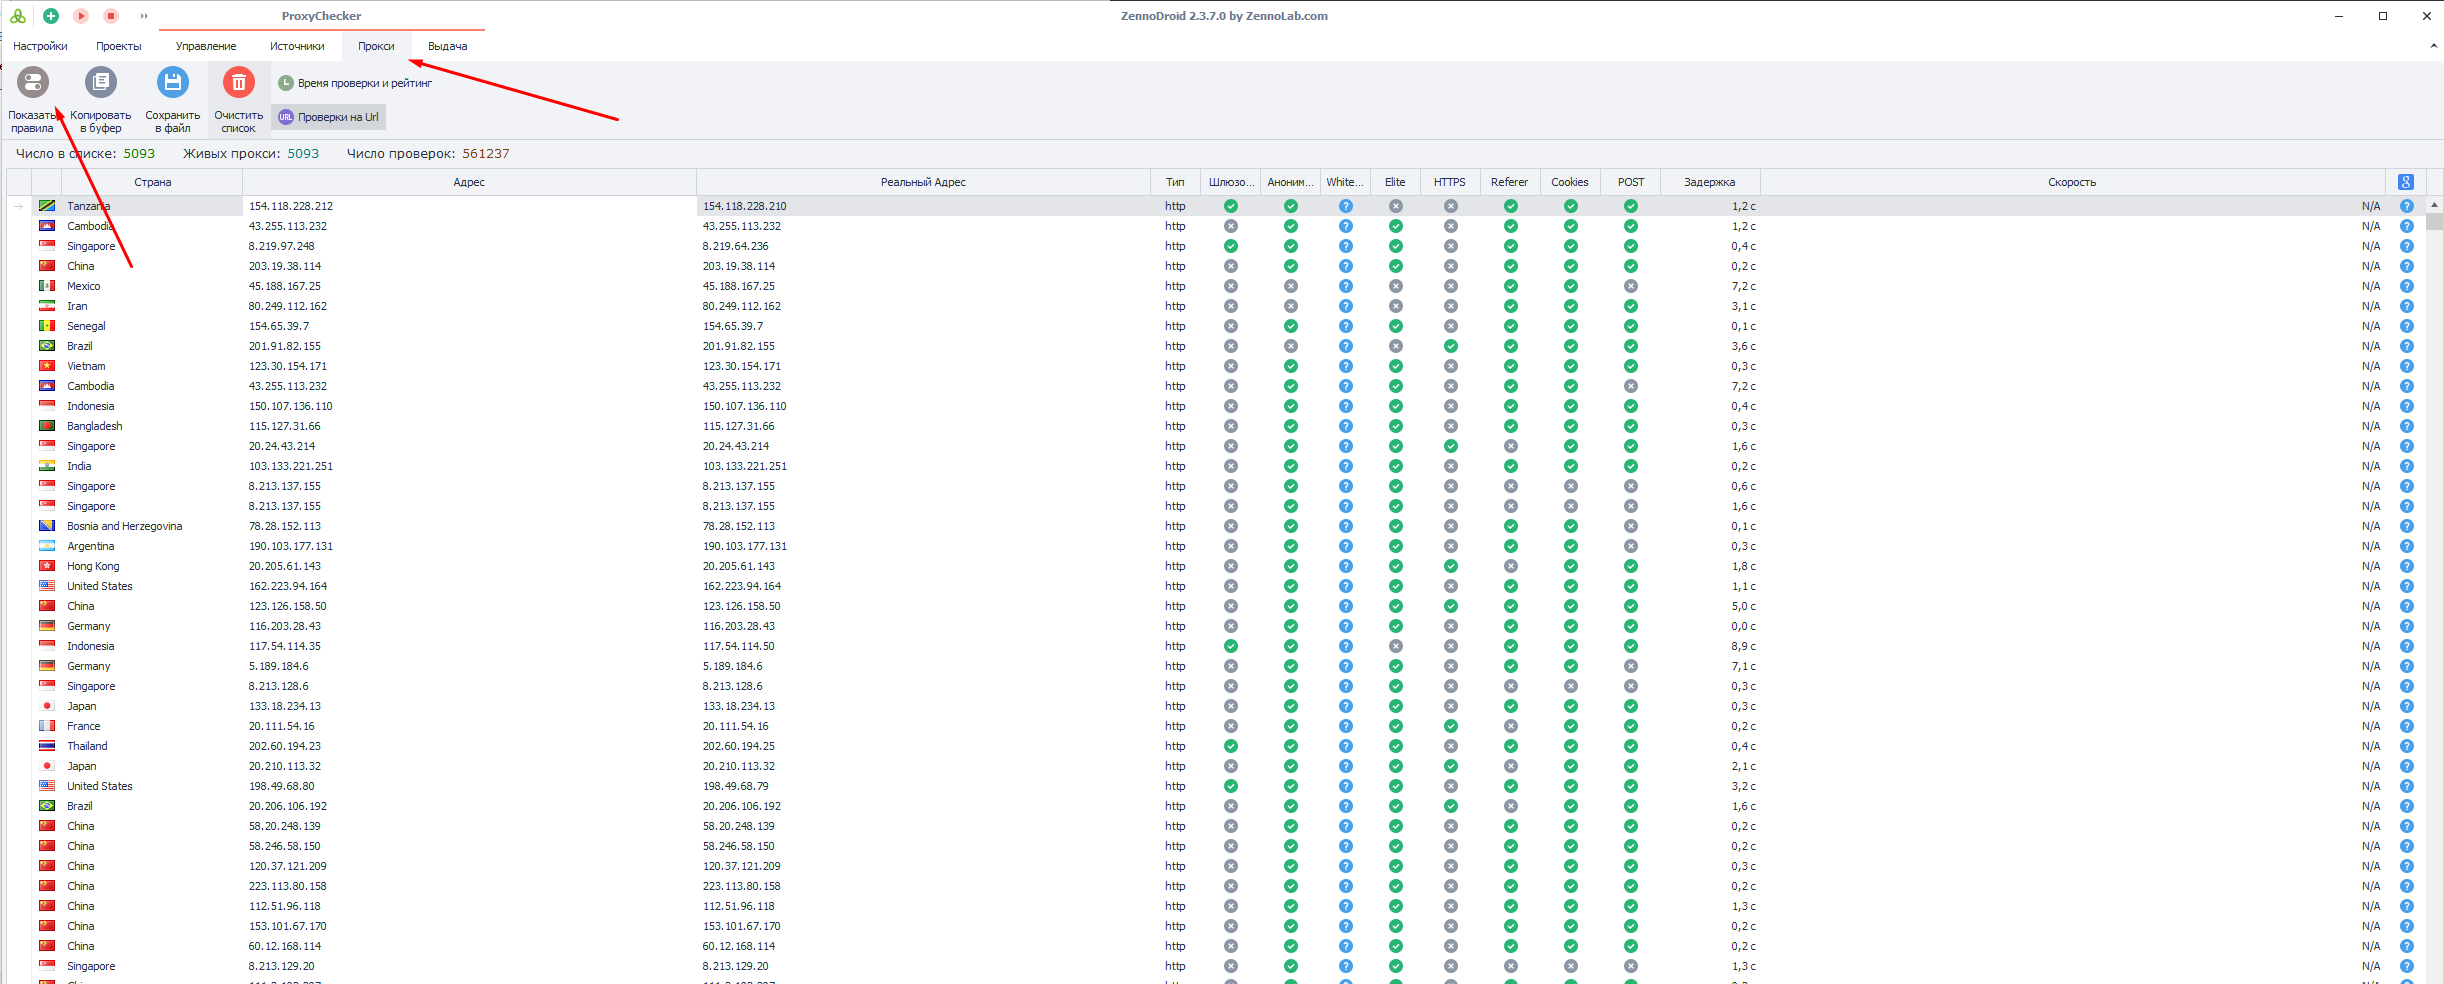 ProxyChecker
ZennoDroid 2.3.7.0 by ZennoLab.com
Настройки Проекты Управление Источники Прокси Выдача
Показать правила Копировать в буфер Сохранить в файл Очистить список
Время проверки и рейтинг
URL Проверки на Url
Число в списке: 5093 Живых прокси: 5093 Число проверок: 561237
Страна Адрес Реальный Адрес Тип Шлюзо... Аноним... White... Elite HTTPS Referer Cookies POST Задержка Скорость g
Tanzania 154.118.228.212 154.118.228.210 http 1,2 с N/A
Cambodia 43.255.113.232 43.255.113.232 http 1,2 с N/A
Singapore 8.219.97.248 8.219.64.236 http 0,4 с N/A
China 203.19.38.114 203.19.38.114 http 0,2 с N/A
Mexico 45.188.167.25 45.188.167.25 http 7,2 с N/A
Iran 80.249.112.162 80.249.112.162 http 3,1 с N/A
Senegal 154.65.39.7 154.65.39.7 http 0,1 с N/A
Brazil 201.91.82.155 201.91.82.155 http 3,6 с N/A
Vietnam 123.30.154.171 123.30.154.171 http 0,3 с N/A
Cambodia 43.255.113.232 43.255.113.232 http 7,2 с N/A
Indonesia 150.107.136.110 150.107.136.110 http 0,4 с N/A
Bangladesh 115.127.31.66 115.127.31.66 http 0,3 с N/A
Singapore 20.24.43.214 20.24.43.214 http 1,6 с N/A
India 103.133.221.251 103.133.221.251 http 0,2 с N/A
Singapore 8.213.137.155 8.213.137.155 http 0,6 с N/A
Singapore 8.213.137.155 8.213.137.155 http 1,6 с N/A
Bosnia and Herzegovina 78.28.152.113 78.28.152.113 http 0,1 с N/A
Argentina 190.103.177.131 190.103.177.131 http 0,3 с N/A
Hong Kong 20.205.61.143 20.205.61.143 http 1,8 с N/A
United States 162.223.94.164 162.223.94.164 http 1,1 с N/A
China 123.126.158.50 123.126.158.50 http 5,0 с N/A
Germany 116.203.28.43 116.203.28.43 http 0,0 с N/A
Indonesia 117.54.114.35 117.54.114.50 http 8,9 с N/A
Germany 5.189.184.6 5.189.184.6 http 7,1 с N/A
Singapore 8.213.128.6 8.213.128.6 http 0,3 с N/A
Japan 133.18.234.13 133.18.234.13 http 0,3 с N/A
France 20.111.54.16 20.111.54.16 http 0,2 с N/A
Thailand 202.60.194.23 202.60.194.25 http 0,4 с N/A
Japan 20.210.113.32 20.210.113.32 http 2,1 с N/A
United States 198.49.68.80 198.49.68.79 http 3,2 с N/A
Brazil 20.206.106.192 20.206.106.192 http 1,6 с N/A
China 58.20.248.139 58.20.248.139 http 0,2 с N/A
China 58.246.58.150 58.246.58.150 http 0,2 с N/A
China 120.37.121.209 120.37.121.209 http 0,3 с N/A
China 223.113.80.158 223.113.80.158 http 0,2 с N/A
China 112.51.96.118 112.51.96.118 http 1,3 с N/A
China 153.101.67.170 153.101.67.170 http 0,2 с N/A
China 60.12.168.114 60.12.168.114 http 0,2 с N/A
Singapore 8.213.129.20 8.213.129.20 http 1,3 с N/A